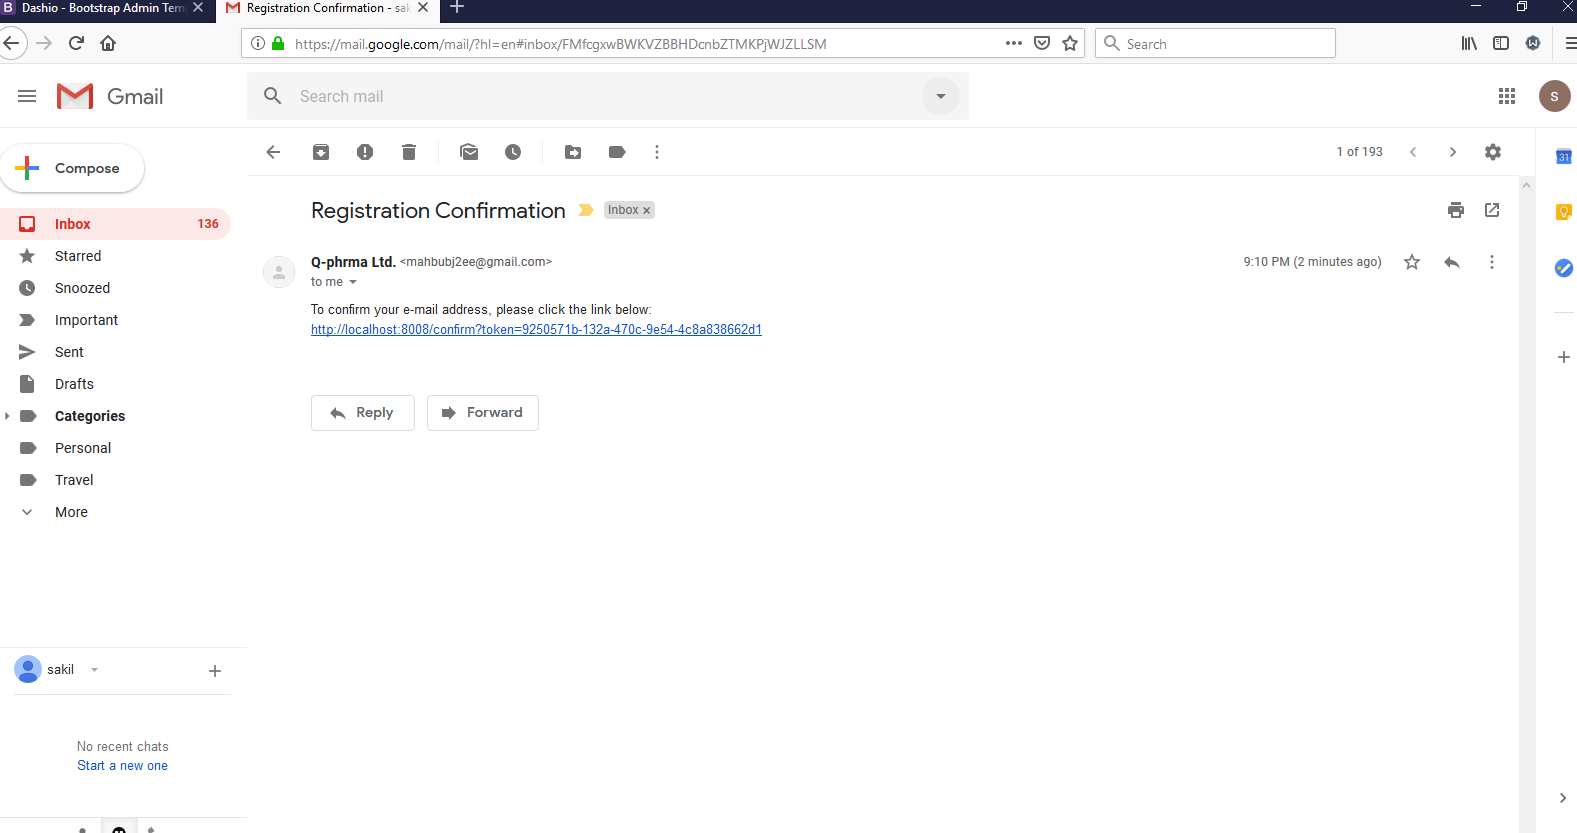 B Dashio - Bootstrap Admin Tem
Registration Confirmation - sak
https://mail.google.com/mail/?hl=en#inbox/FMfcgxwBWKVZBBHDcnbZTMKPjWJZLLSM
Search
Gmail
Search mail
S
Compose
1 of 193
31
Inbox 136
Starred
Snoozed
Important
Sent
Drafts
Categories
Personal
Travel
More
Registration Confirmation
Inbox x
Q-phrma Ltd. <mahbubj2ee@gmail.com>
9:10 PM (2 minutes ago)
to me
To confirm your e-mail address, please click the link below:
http://localhost:8008/confirm?token=9250571b-132a-470c-9e54-4c8a838662d1
Reply
Forward
sakil
No recent chats
Start a new one